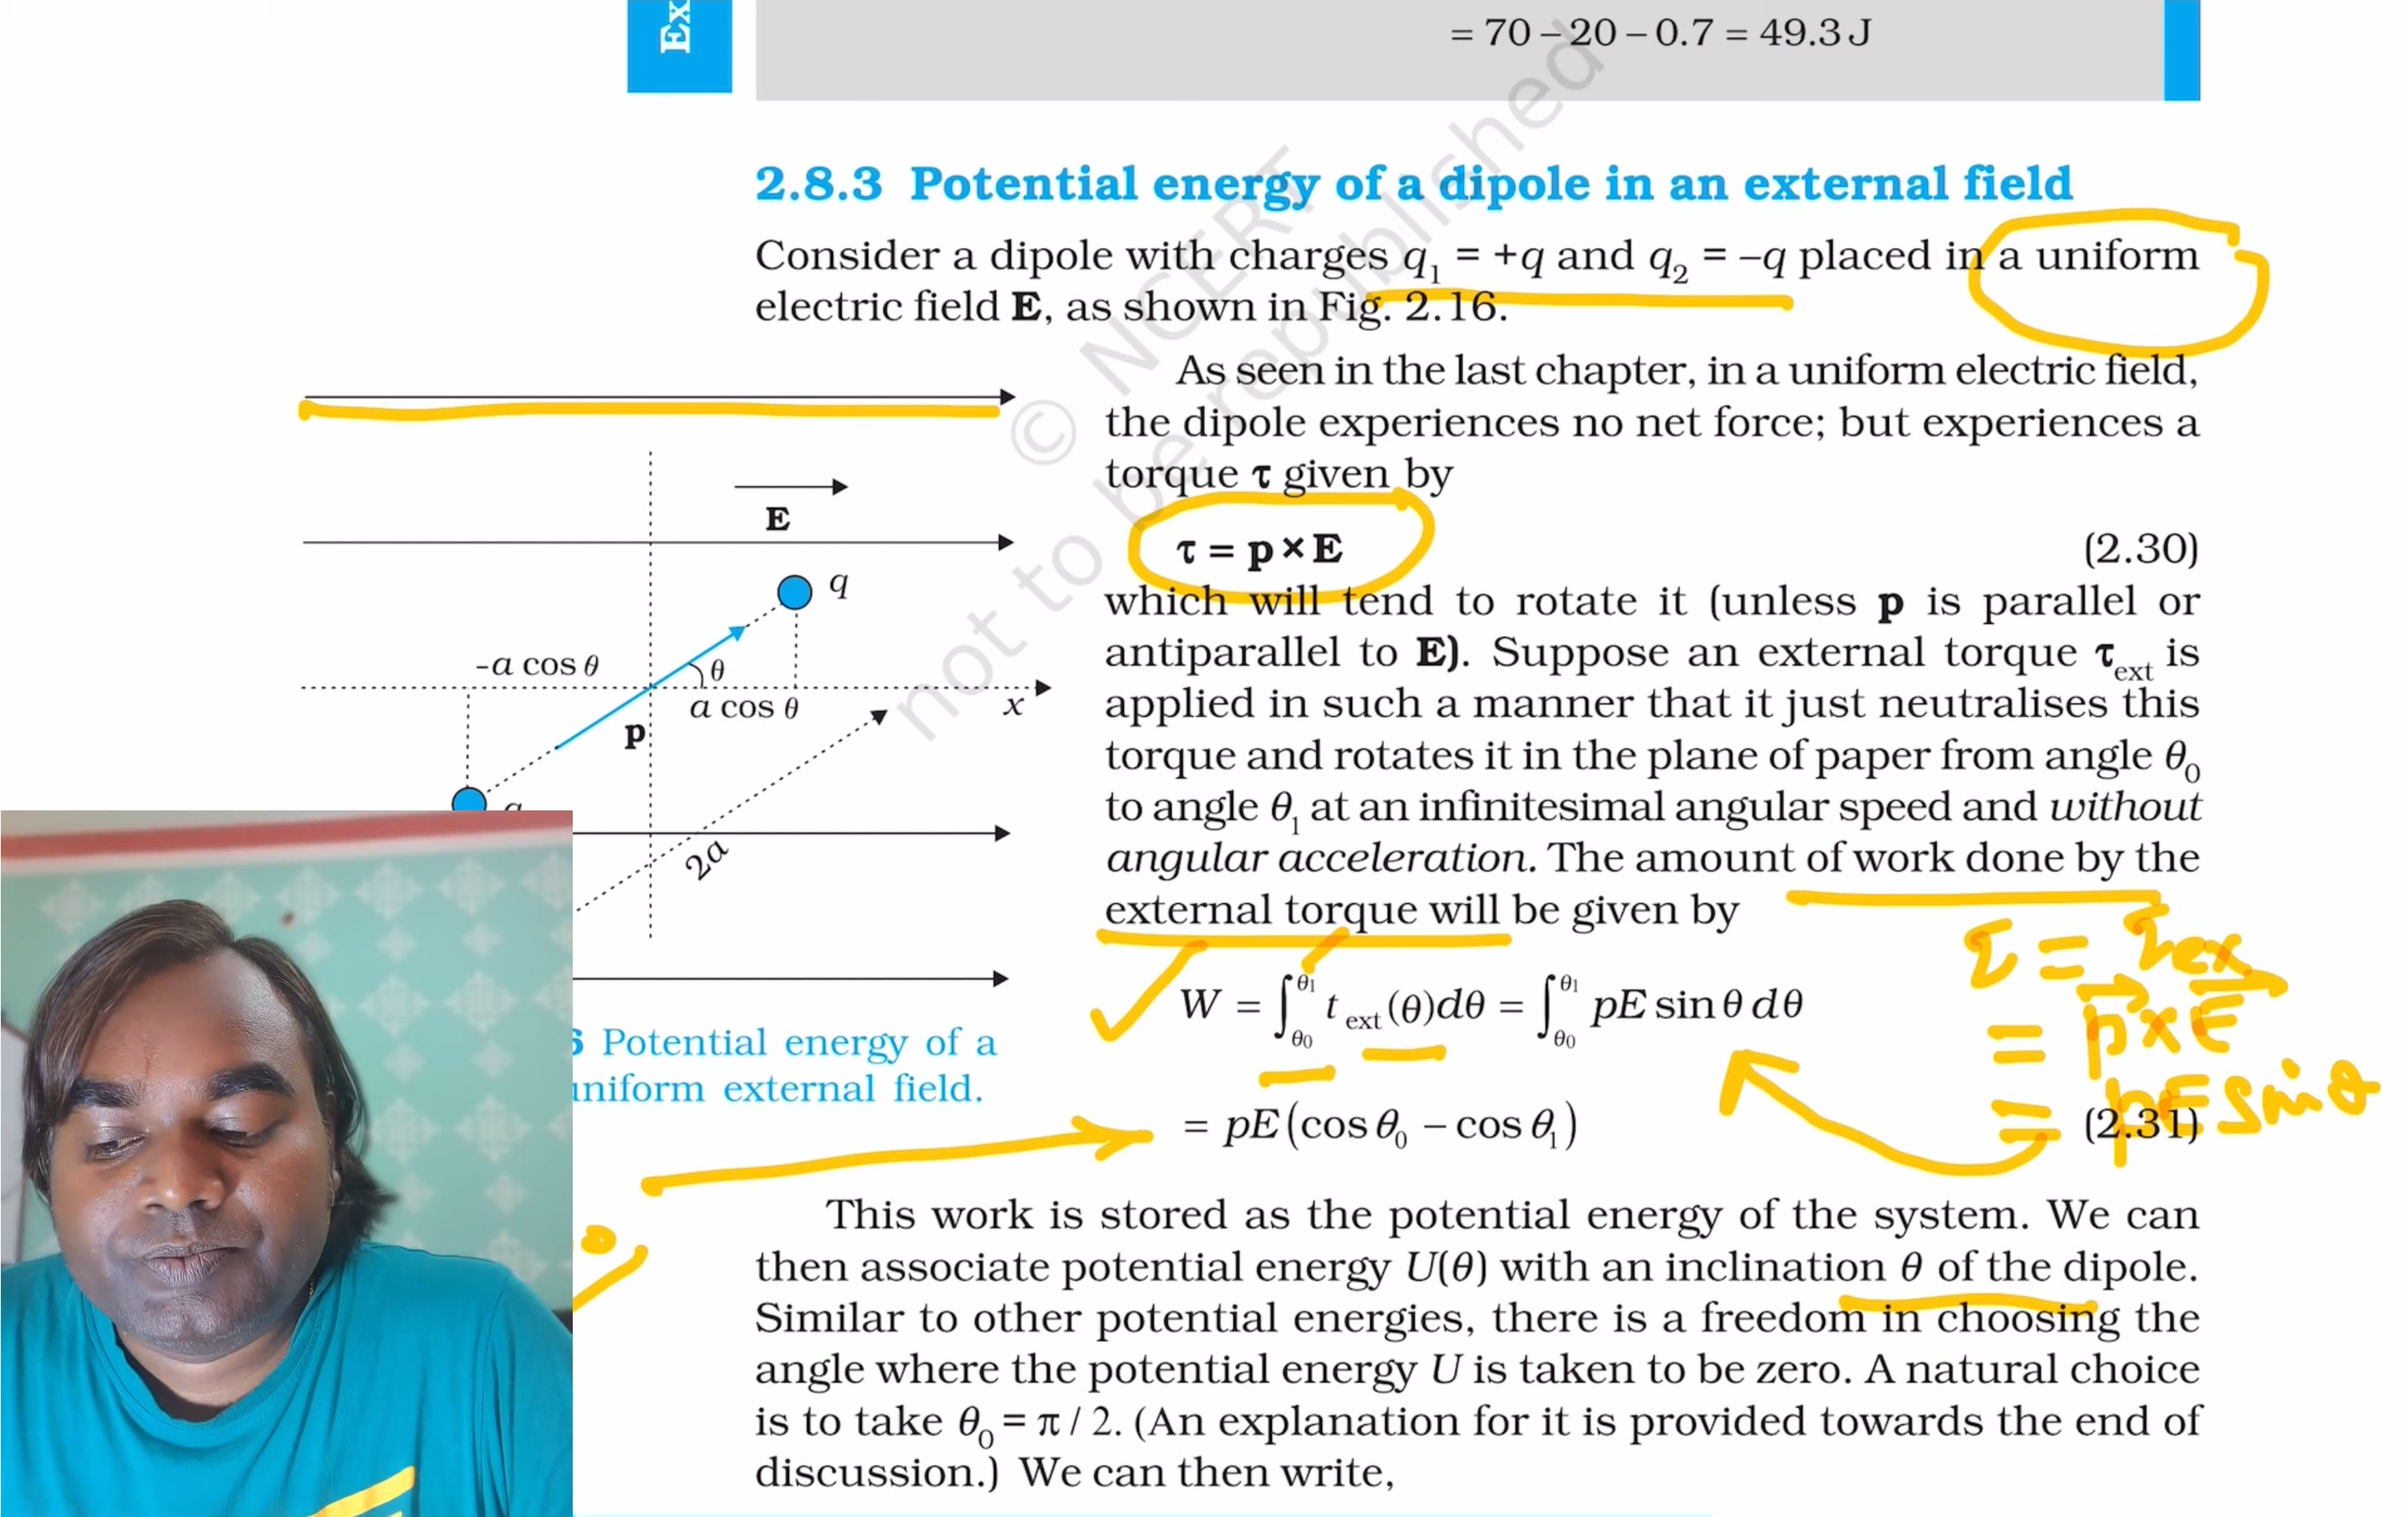 Ex
= 70 – 20 – 0.7 = 49.3 J
© NCERT
not to be republished
2.8.3 Potential energy of a dipole in an external field
Consider a dipole with charges q₁ = +q and q₂ = –q placed in a uniform
electric field E, as shown in Fig. 2.16.
As seen in the last chapter, in a uniform electric field,
the dipole experiences no net force; but experiences a
torque τ given by
τ = p × E (2.30)
which will tend to rotate it (unless p is parallel or
antiparallel to E). Suppose an external torque τ_ext is
applied in such a manner that it just neutralises this
torque and rotates it in the plane of paper from angle θ₀
to angle θ₁ at an infinitesimal angular speed and without
angular acceleration. The amount of work done by the
external torque will be given by
W = ∫_θ₀^θ₁ t_ext (θ)dθ = ∫_θ₀^θ₁ pE sin θ dθ
= pE(cos θ₀ – cos θ₁) (2.31)
τ = τex
= p × E
= pE sinθ
E
q
-a cos θ
θ
a cos θ
x
p
2a
6 Potential energy of a
uniform external field.
This work is stored as the potential energy of the system. We can
then associate potential energy U(θ) with an inclination θ of the dipole.
Similar to other potential energies, there is a freedom in choosing the
angle where the potential energy U is taken to be zero. A natural choice
is to take θ₀ = π / 2. (An explanation for it is provided towards the end of
discussion.) We can then write,